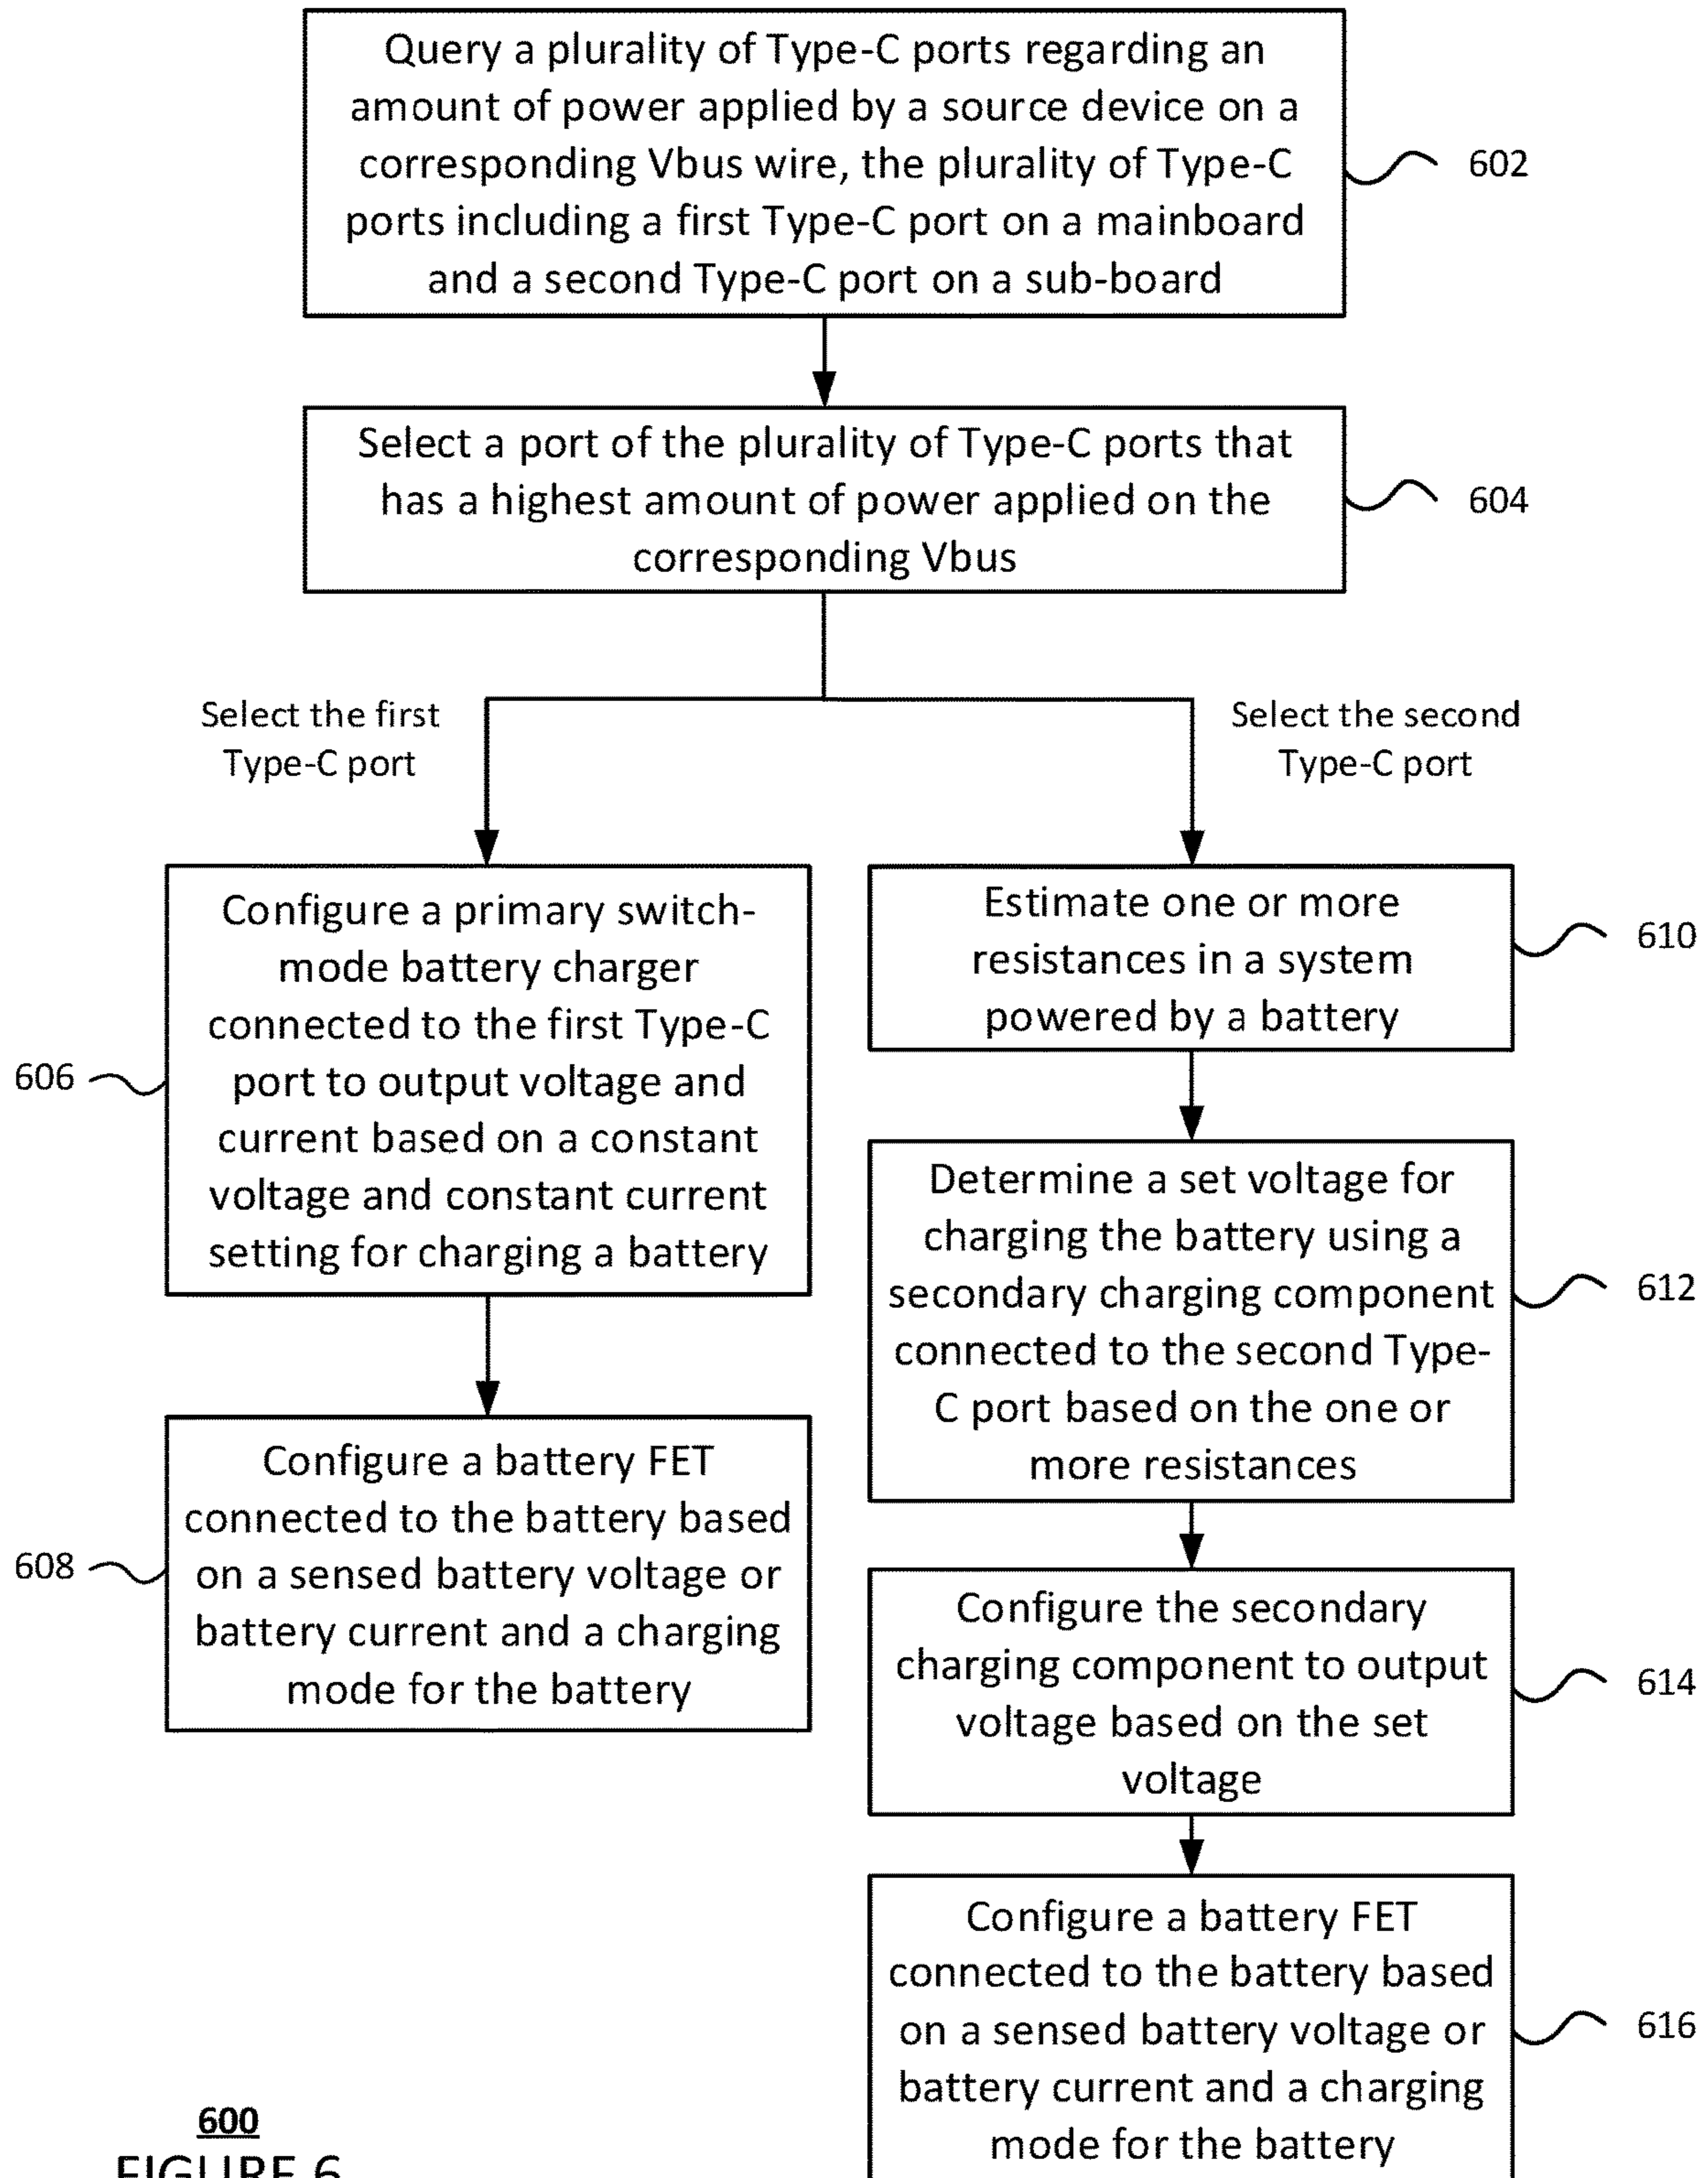 Query a plurality of Type-C ports regarding an
amount of power applied by a source device on a
corresponding Vbus wire, the plurality of Type-C
ports including a first Type-C port on a mainboard
and a second Type-C port on a sub-board
602
Select a port of the plurality of Type-C ports that
has a highest amount of power applied on the
corresponding Vbus
604
Select the first
Type-C port
Select the second
Type-C port
Configure a primary switch-
mode battery charger
connected to the first Type-C
port to output voltage and
current based on a constant
voltage and constant current
setting for charging a battery
606
Configure a battery FET
connected to the battery based
on a sensed battery voltage or
battery current and a charging
mode for the battery
608
Estimate one or more
resistances in a system
powered by a battery
610
Determine a set voltage for
charging the battery using a
secondary charging component
connected to the second Type-
C port based on the one or
more resistances
612
Configure the secondary
charging component to output
voltage based on the set
voltage
614
Configure a battery FET
connected to the battery based
on a sensed battery voltage or
battery current and a charging
mode for the battery
616
600
FIGURE 6